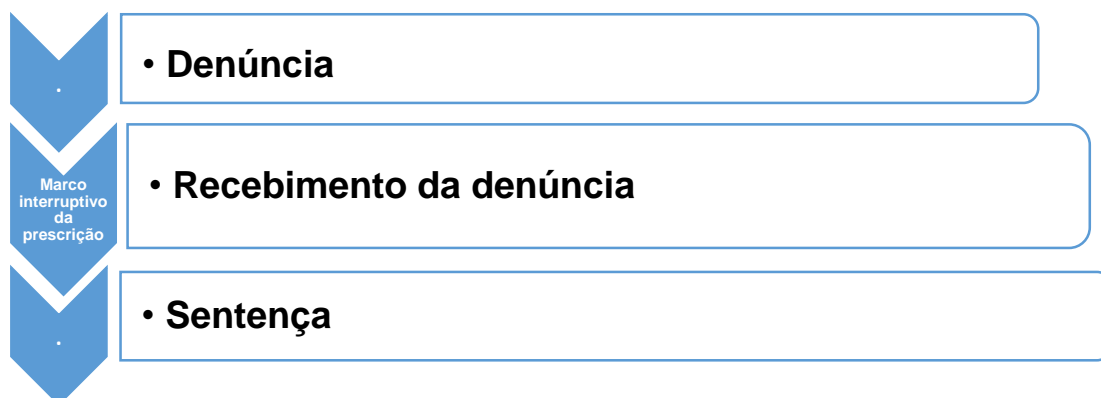 .
• Denúncia
Marco
interruptivo
da
prescrição
• Recebimento da denúncia
.
• Sentença